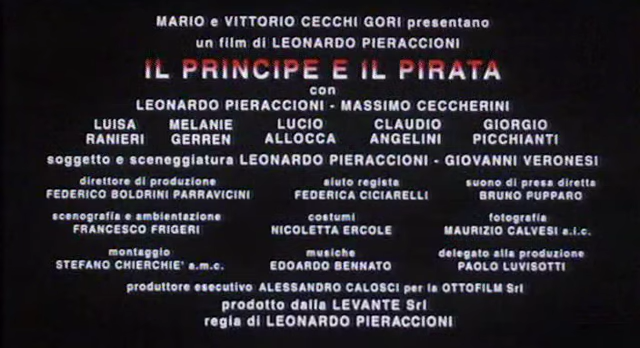 MARIO e VITTORIO CECCHI GORI presentano
un film di LEONARDO PIERACCIONI
IL PRINCIPE E IL PIRATA
con
LEONARDO PIERACCIONI - MASSIMO CECCHERINI
LUISA MELANIE LUCIO CLAUDIO GIORGIO
RANIERI GERREN ALLOCCA ANGELINI PICCHIANTI
soggetto e sceneggiatura LEONARDO PIERACCIONI - GIOVANNI VERONESI
direttore di produzione aiuto regista suono di presa diretta
FEDERICO BOLDRINI PARRAVICINI FEDERICA CICIARELLI BRUNO PUPPARO
scenografia e ambientazione costumi fotografia
FRANCESCO FRIGERI NICOLETTA ERCOLE MAURIZIO CALVESI a.i.c.
montaggio musiche delegato alla produzione
STEFANO CHIERCHIE' a.m.c. EDOARDO BENNATO PAOLO LUVISOTTI
produttore esecutivo ALESSANDRO CALOSCI per la OTTOFILM Srl
prodotto dalla LEVANTE Srl
regia di LEONARDO PIERACCIONI